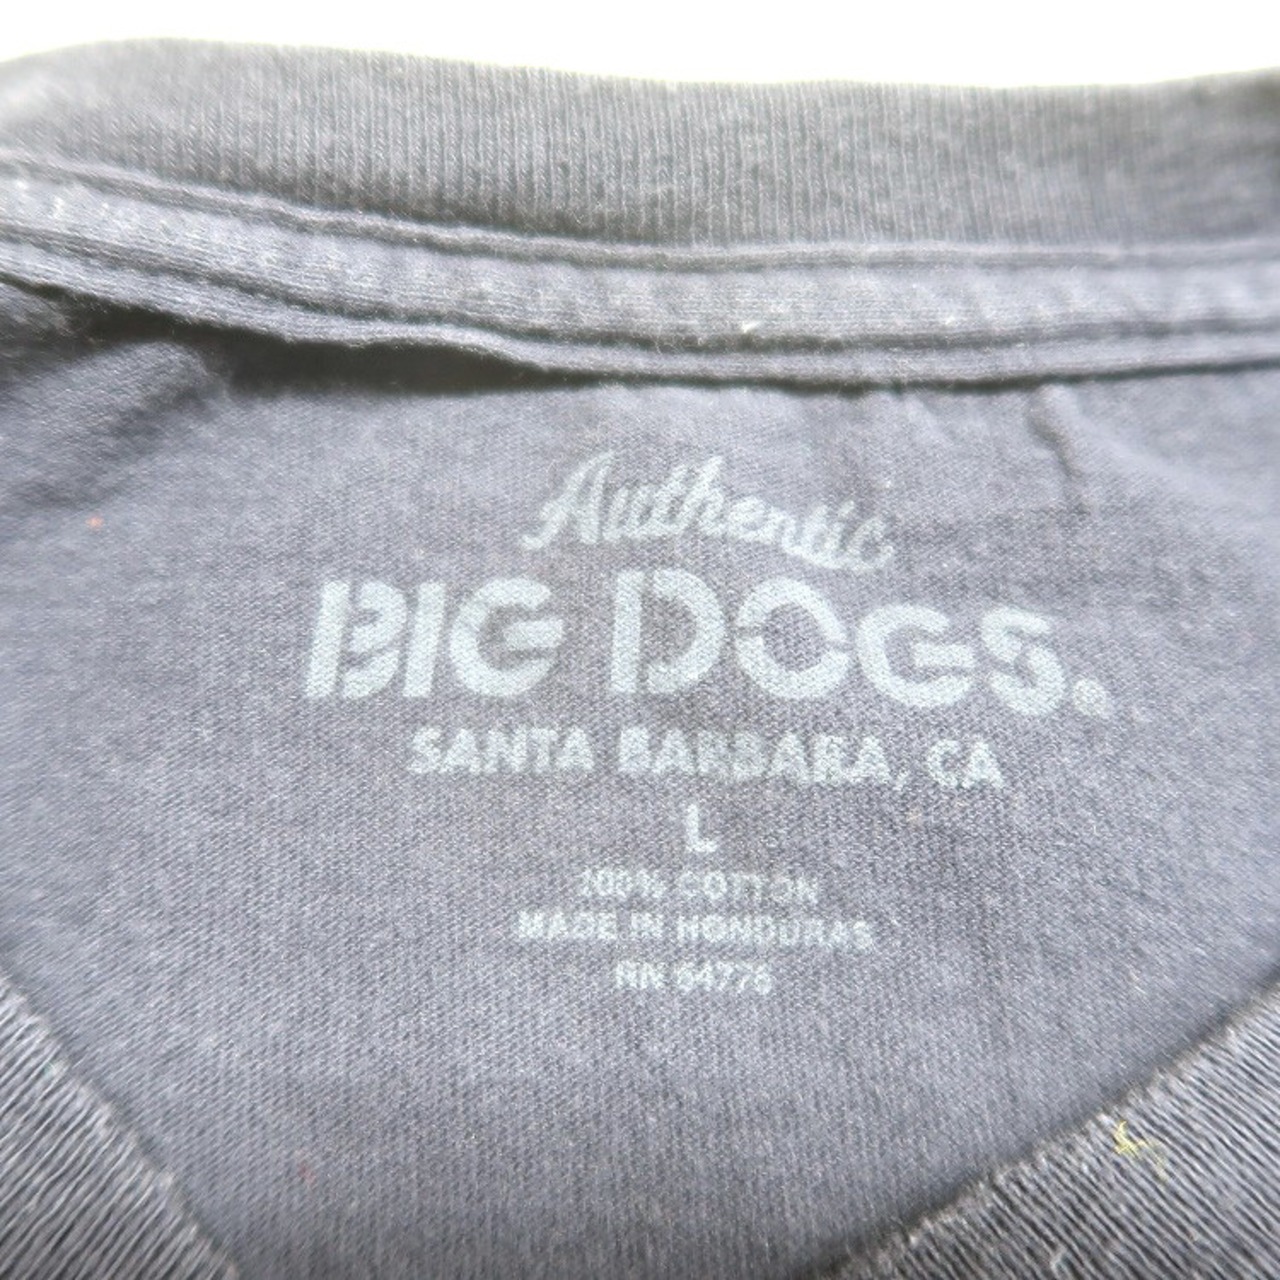 Authentic
BIG DOGS®
SANTA BARBARA, CA
L
100% COTTON
MADE IN HONDURAS
RN 64776